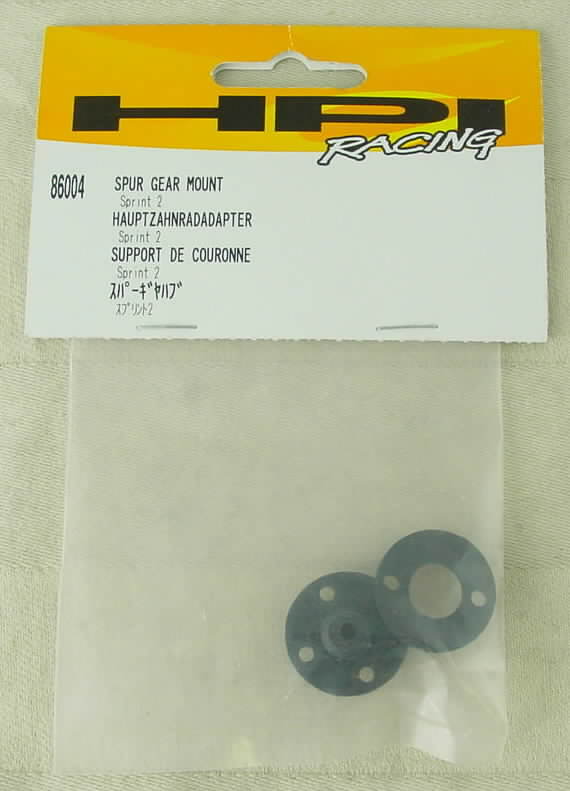 HPI
RACING
86004 SPUR GEAR MOUNT
Sprint 2
HAUPTZAHNRADADAPTER
Sprint 2
SUPPORT DE COURONNE
Sprint 2
ｽﾊﾟｰｷﾞﾔﾊﾌﾞ
ｽﾌﾟﾘﾝﾄ2